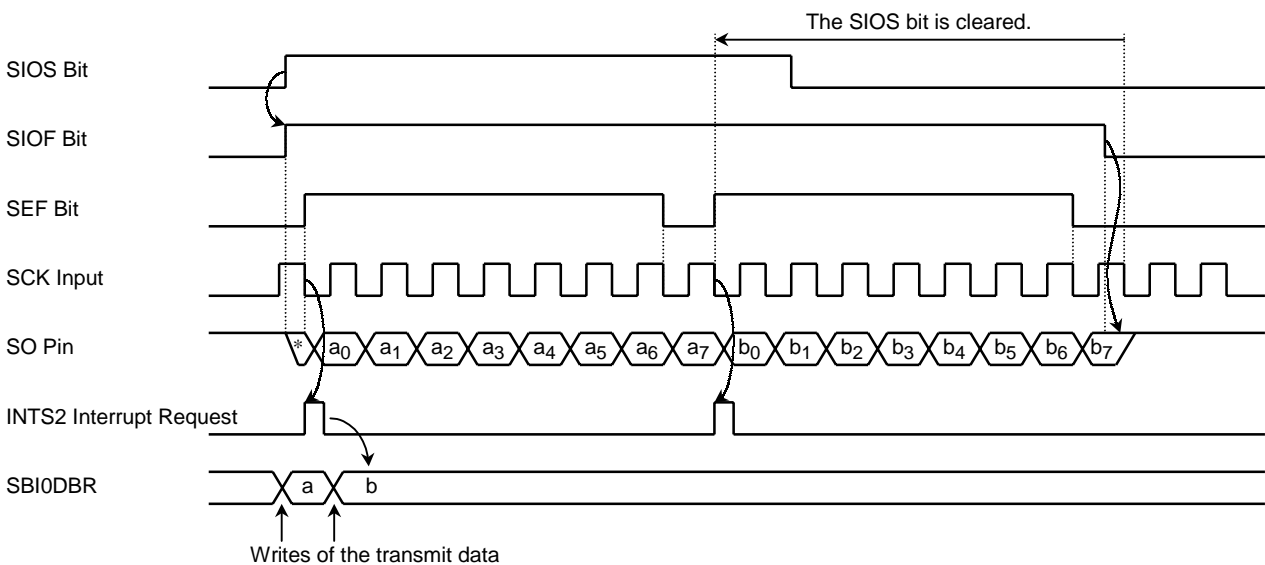 The SIOS bit is cleared.
SIOS Bit
SIOF Bit
SEF Bit
SCK Input
SO Pin
* a0 a1 a2 a3 a4 a5 a6 a7 b0 b1 b2 b3 b4 b5 b6 b7
INTS2 Interrupt Request
SBI0DBR
a b
Writes of the transmit data